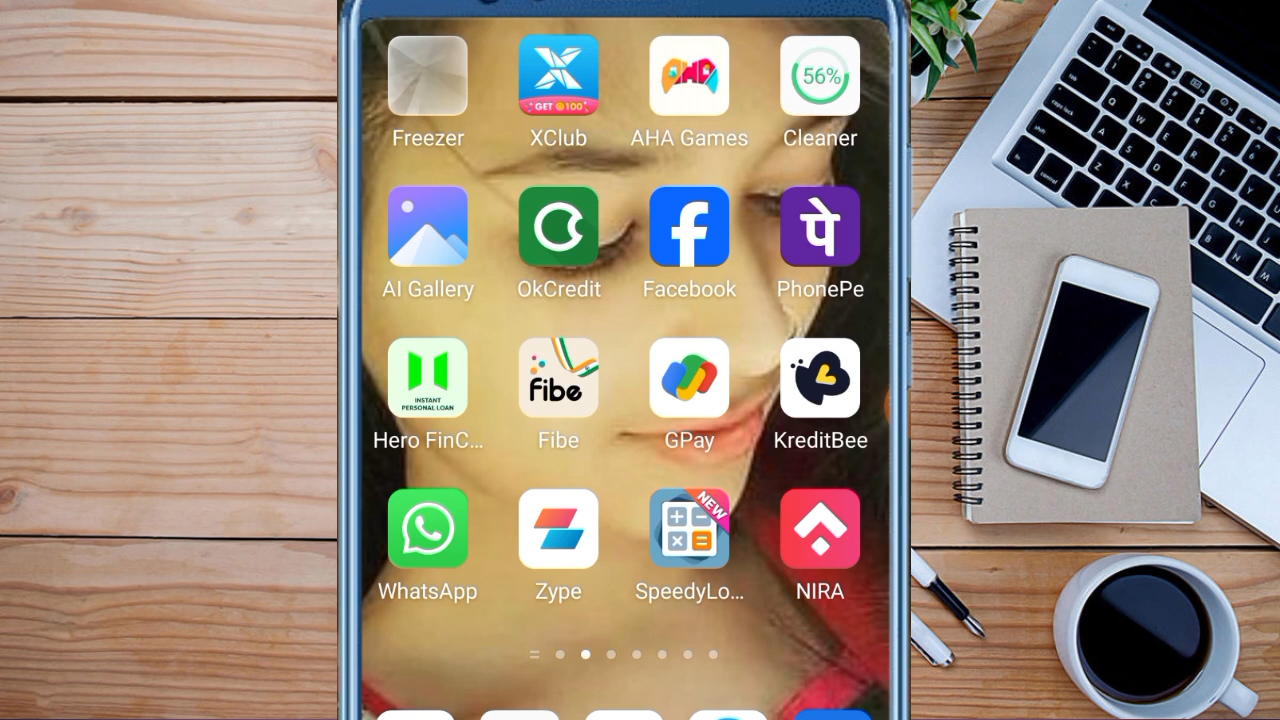 GET 100
56%
Freezer
XClub
AHA Games
Cleaner
पे
AI Gallery
OkCredit
Facebook
PhonePe
INSTANT
PERSONAL LOAN
Fibe
Hero FinC...
Fibe
GPay
KreditBee
NEW
WhatsApp
Zype
SpeedyLo...
NIRA